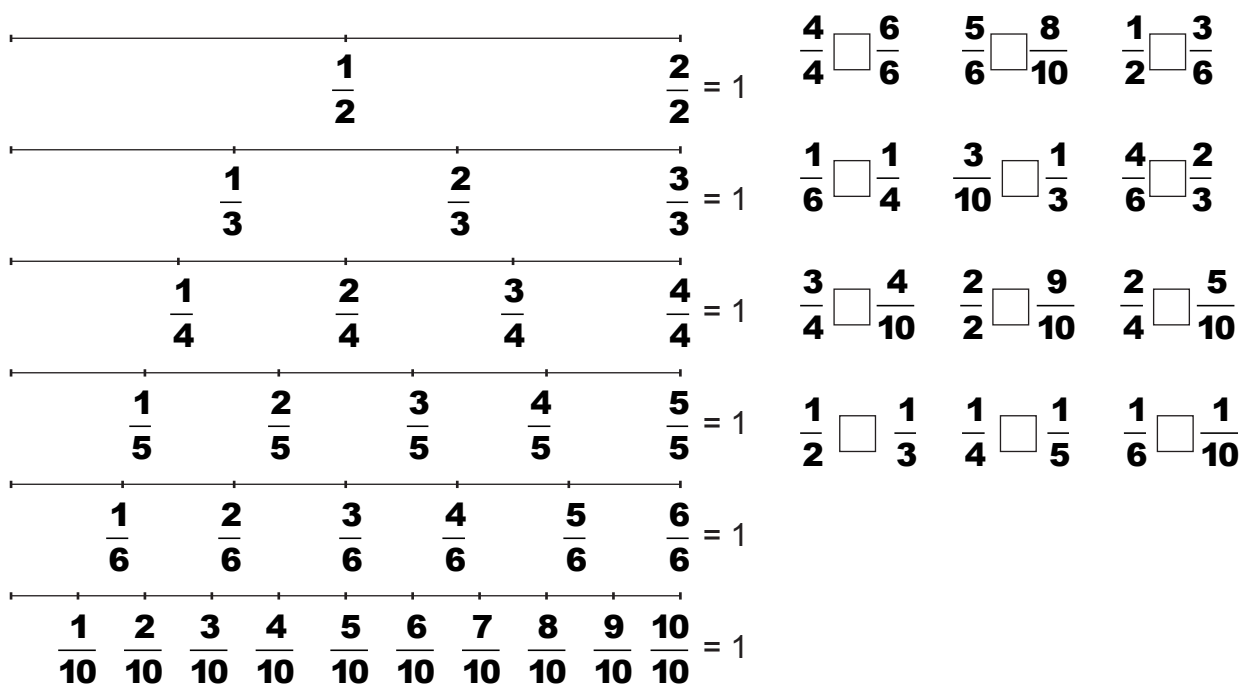 1/2 2/2 = 1
1/3 2/3 3/3 = 1
1/4 2/4 3/4 4/4 = 1
1/5 2/5 3/5 4/5 5/5 = 1
1/6 2/6 3/6 4/6 5/6 6/6 = 1
1/10 2/10 3/10 4/10 5/10 6/10 7/10 8/10 9/10 10/10 = 1
4/4 □ 6/6 5/6 □ 8/10 1/2 □ 3/6
1/6 □ 1/4 3/10 □ 1/3 4/6 □ 2/3
3/4 □ 4/10 2/2 □ 9/10 2/4 □ 5/10
1/2 □ 1/3 1/4 □ 1/5 1/6 □ 1/10